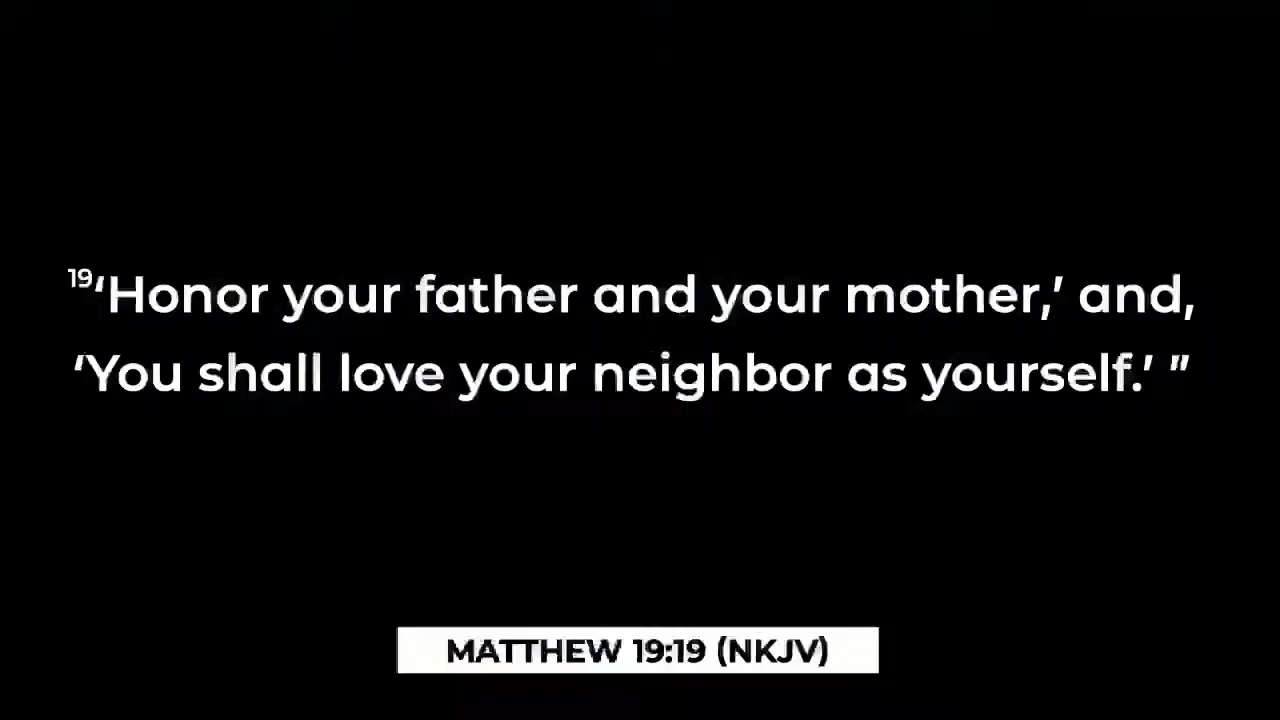 19‘Honor your father and your mother,’ and,
‘You shall love your neighbor as yourself.’ ”
MATTHEW 19:19 (NKJV)